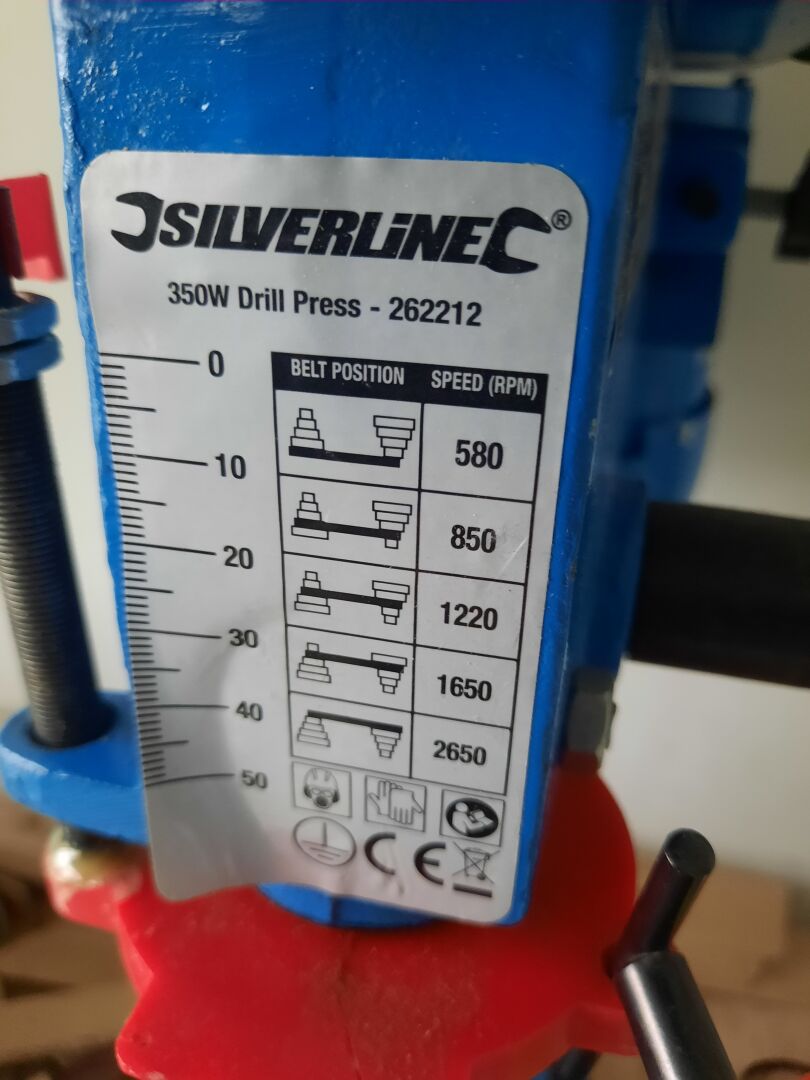 SILVERLINE®
350W Drill Press - 262212
0
10
20
30
40
50
BELT POSITION SPEED (RPM)
580
850
1220
1650
2650
CE